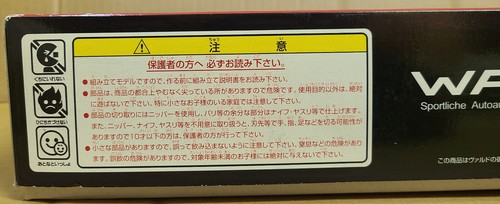 くちにいれない
ひにちかづけない
あとなといっしょ
⚠ 注 意
保護者の方へ 必ずお読み下さい。
●組み立てモデルですので、作る前に組み立て説明書をお読み下さい。
●部品は、商品の都合上やむなく尖っている所がありますので危険です。使用目的以外は、絶対
に遊ばないで下さい。特に小さなお子様のいる家庭では注意して下さい。
●部品の切り取りにはニッパーを使用し、バリ等の余分な部分はナイフ・ヤスリ等で仕上げます。
また、ニッパー、ナイフ、ヤスリ等を不用意に取り扱うと、刃先等で手、指、足などを切る可能性が
ありますので10才以下の方は、保護者の方が行って下さい。
●小さな部品がありますので、誤って飲み込まないように注意して下さい。窒息などの危険があり
ます。誤飲の危険がありますので、対象年齢未満のお子様には絶対に与えないで下さい。
WA
Sportliche Autoar
この商品はヴァルドの